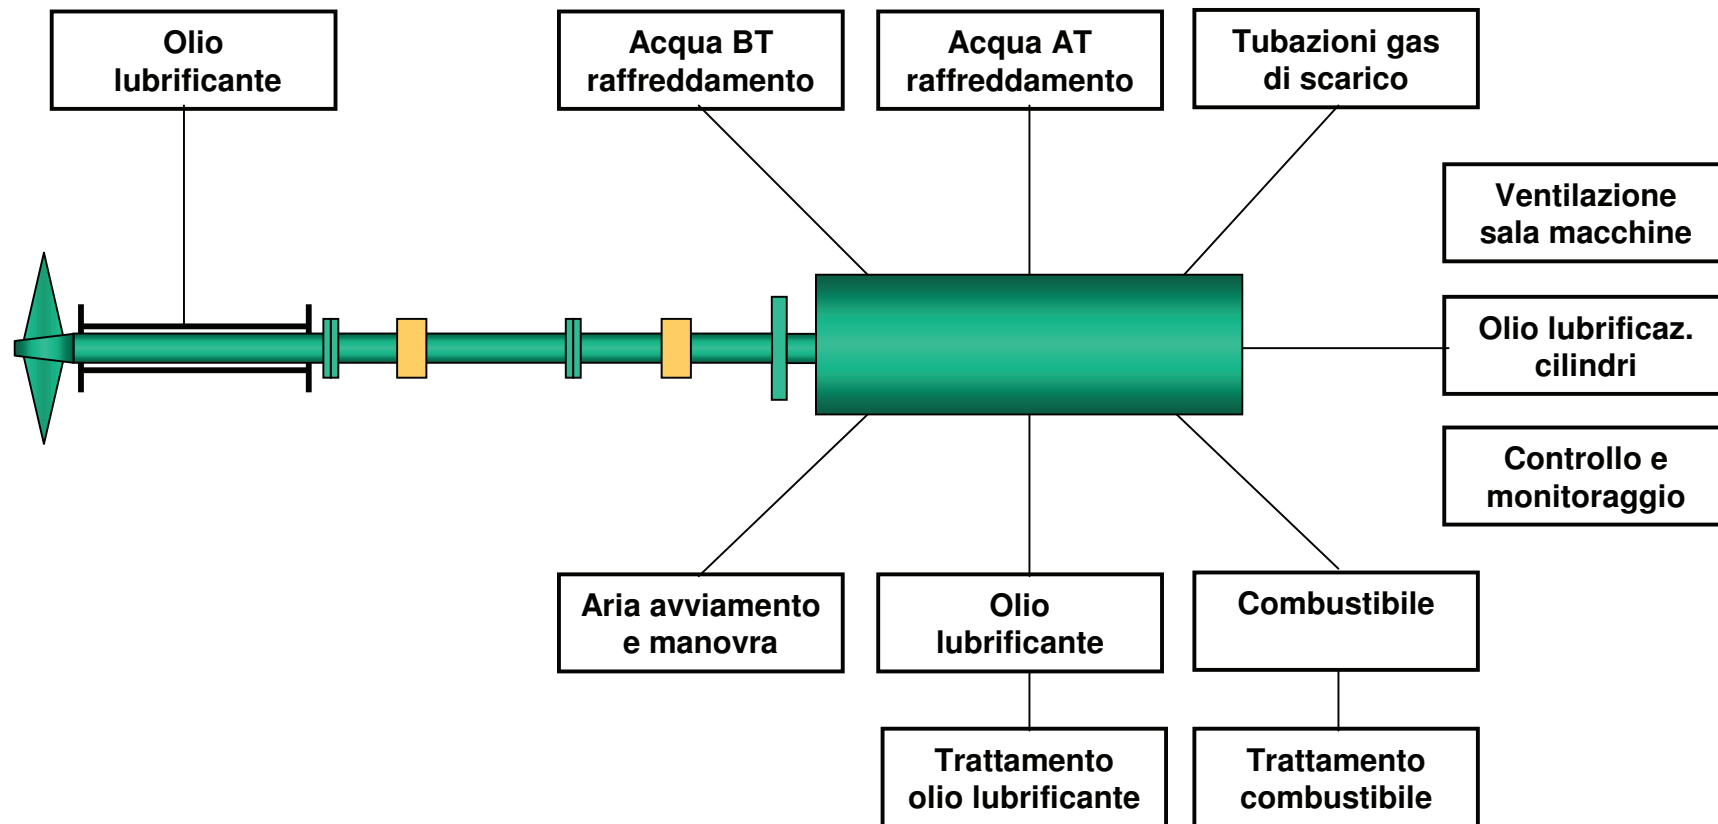 Olio
lubrificante
Acqua BT
raffreddamento
Acqua AT
raffreddamento
Tubazioni gas
di scarico
Ventilazione
sala macchine
Olio lubrificaz.
cilindri
Controllo e
monitoraggio
Aria avviamento
e manovra
Olio
lubrificante
Combustibile
Trattamento
olio lubrificante
Trattamento
combustibile